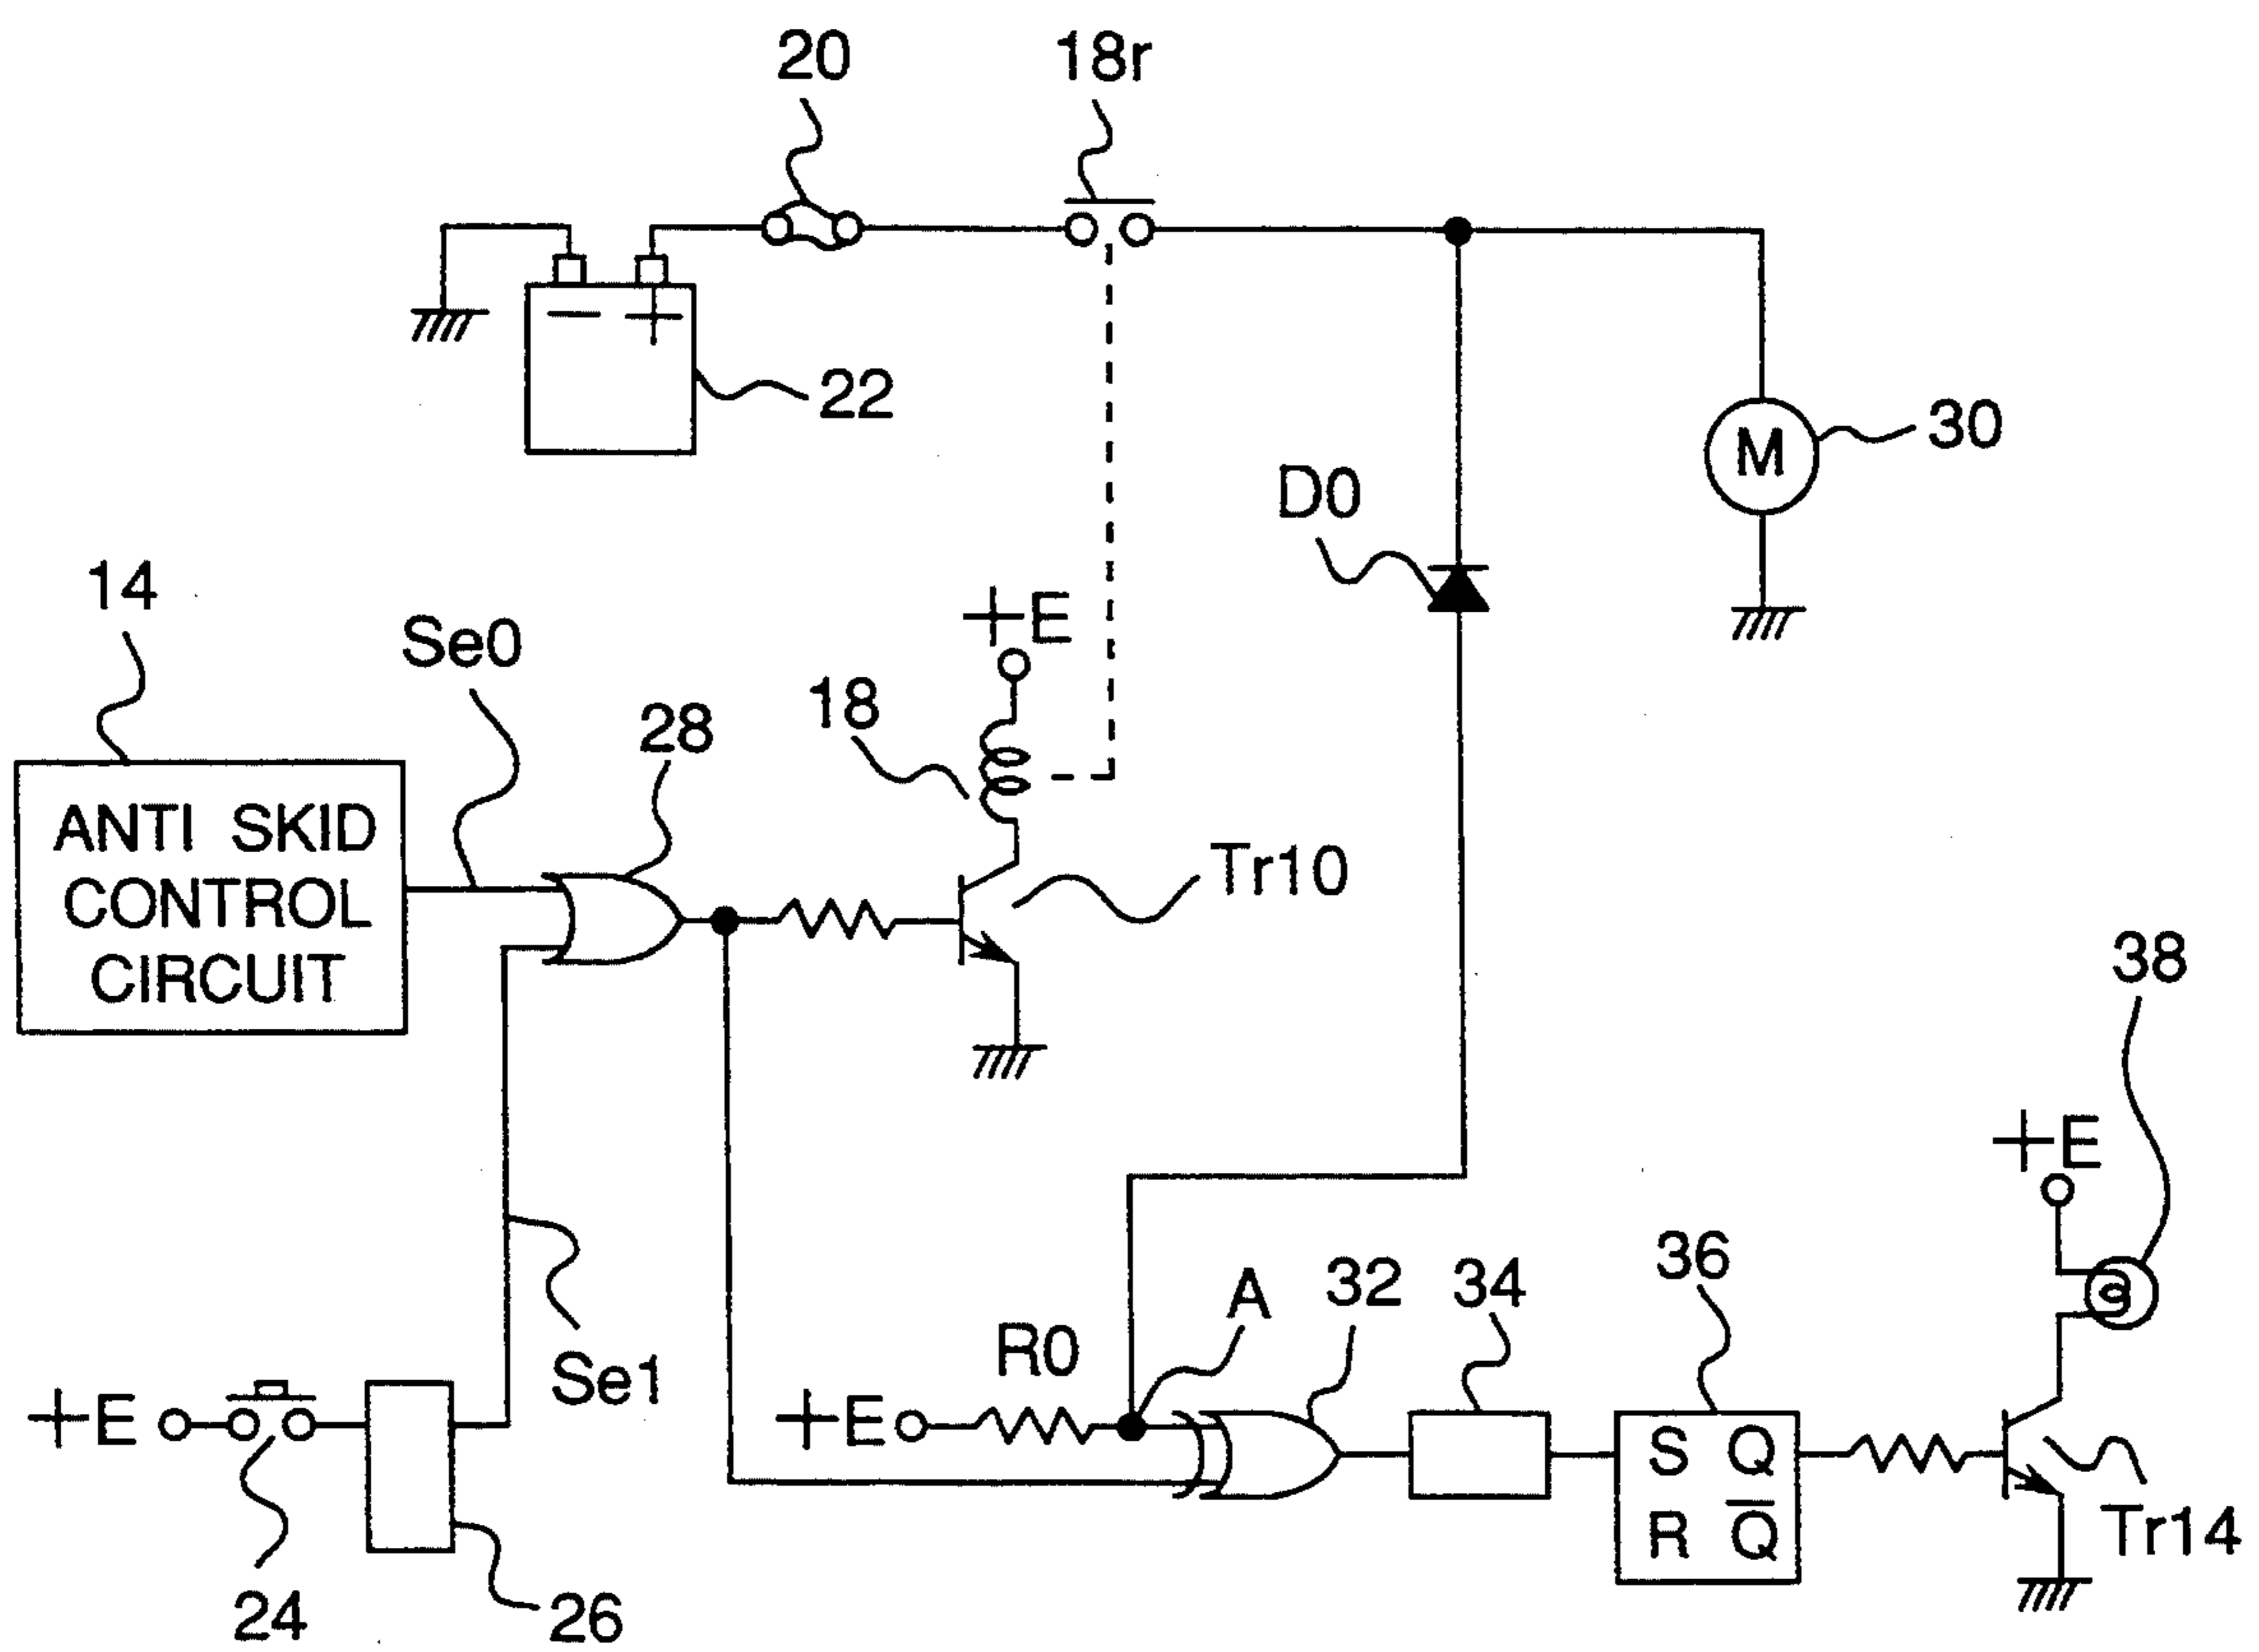 20
18r
− +
22
M
30
D0
14
Se0
+E
18
28
ANTI SKID
CONTROL
CIRCUIT
Tr10
38
+E
A
32
34
36
R0
Se1
+E
+E
S Q
R Q̅
Tr14
24
26